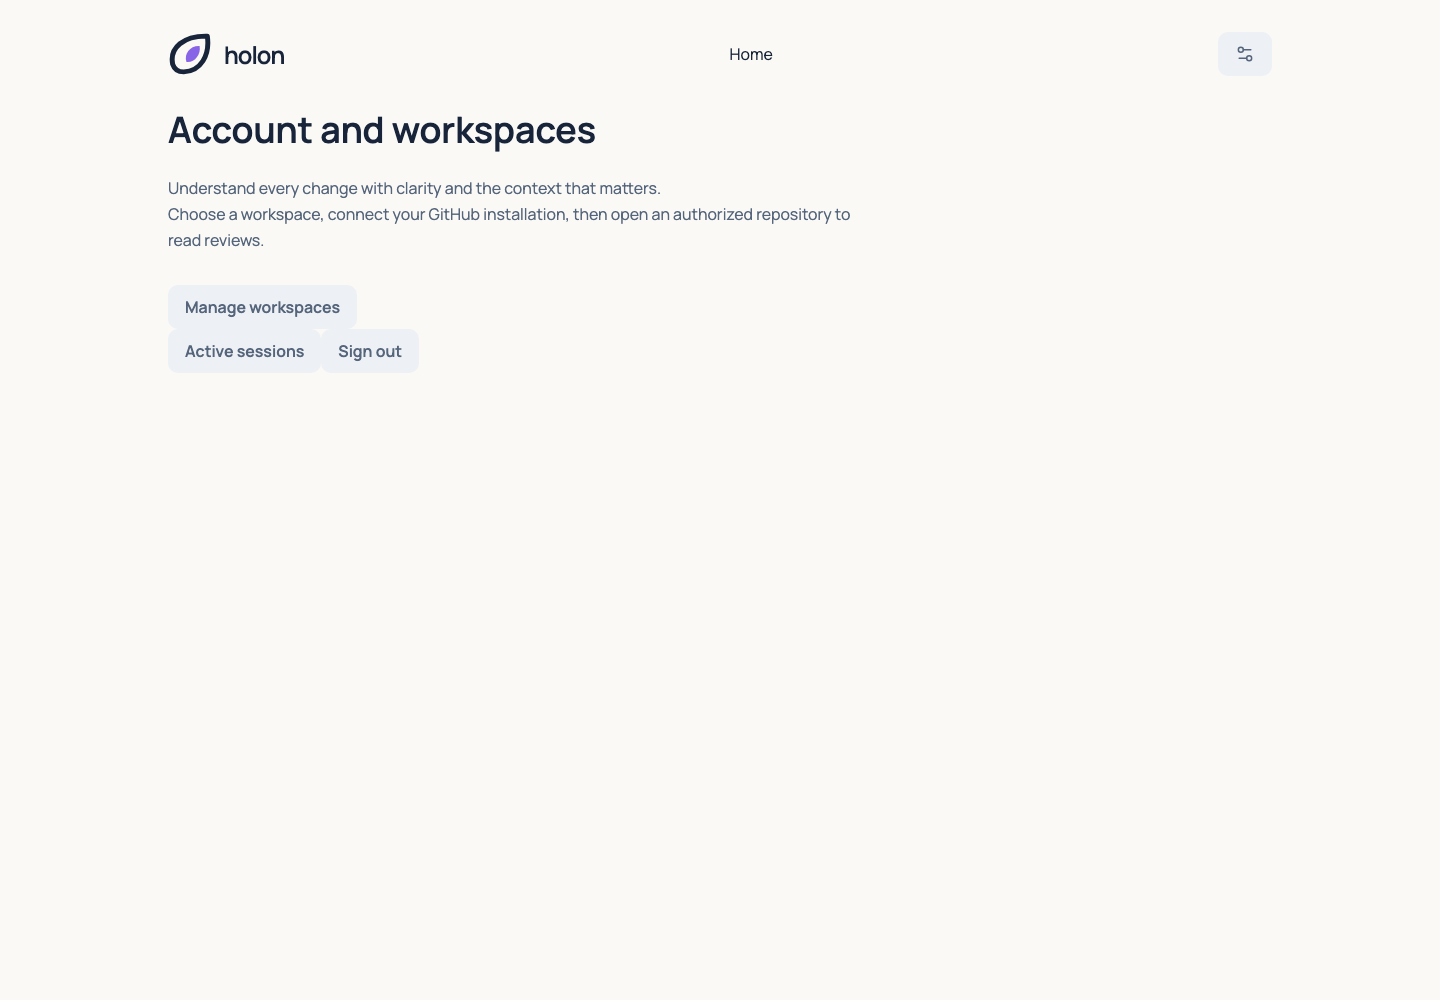 holon
Home
Account and workspaces
Understand every change with clarity and the context that matters.
Choose a workspace, connect your GitHub installation, then open an authorized repository to
read reviews.
Manage workspaces
Active sessions
Sign out